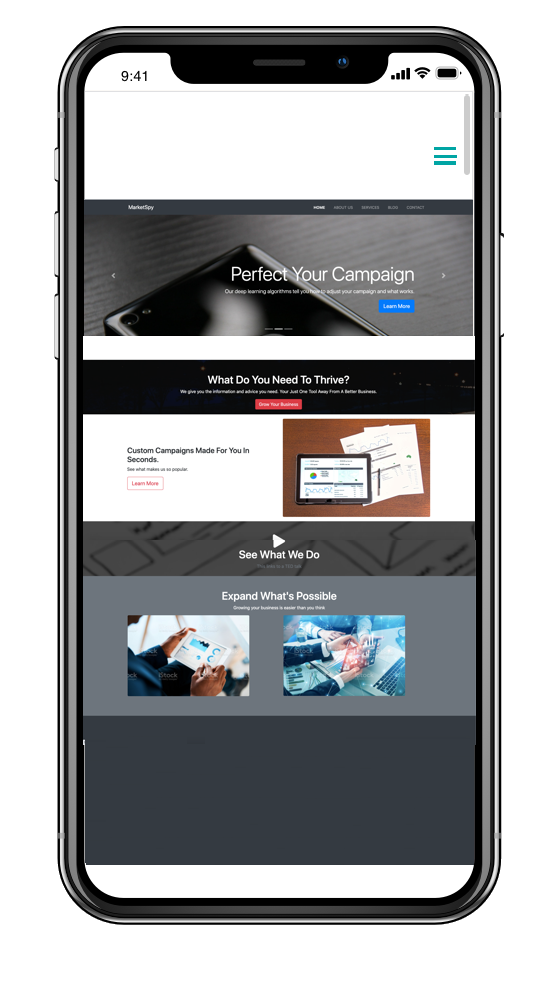 9:41
MarketSpy
HOME ABOUT US SERVICES BLOG CONTACT
Perfect Your Campaign
Our deep learning algorithms tell you how to adjust your campaign and what works.
Learn More
What Do You Need To Thrive?
We give you the information and advice you need. Your Just One Tool Away From A Better Business.
Grow Your Business
Custom Campaigns Made For You In
Seconds.
See what makes us so popular.
Learn More
See What We Do
Expand What's Possible
Growing your business is easier than you think
iStock
iStock